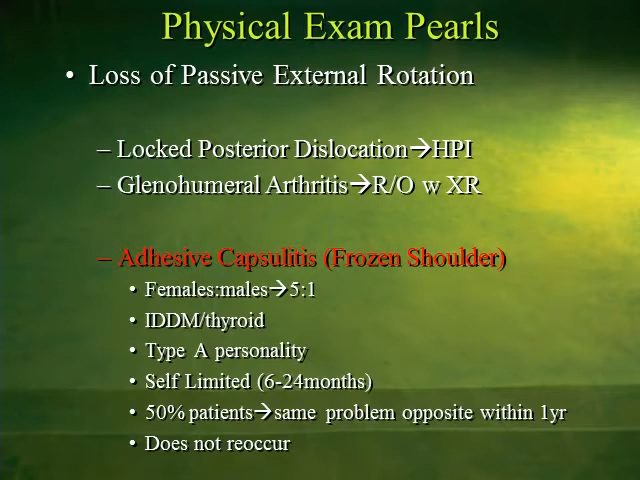 Physical Exam Pearls
• Loss of Passive External Rotation
– Locked Posterior Dislocation→HPI
– Glenohumeral Arthritis→R/O w XR
– Adhesive Capsulitis (Frozen Shoulder)
• Females:males→5:1
• IDDM/thyroid
• Type A personality
• Self Limited (6-24months)
• 50% patients→same problem opposite within 1yr
• Does not reoccur